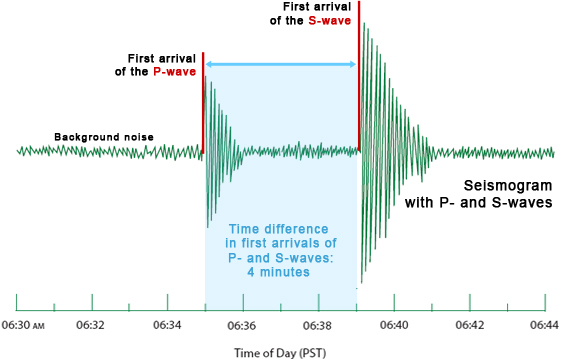 First arrival
of the S-wave
First arrival
of the P-wave
Background noise
Seismogram
with P- and S-waves
Time difference
in first arrivals of
P- and S-waves:
4 minutes
06:30 AM 06:32 06:34 06:36 06:38 06:40 06:42 06:44
Time of Day (PST)